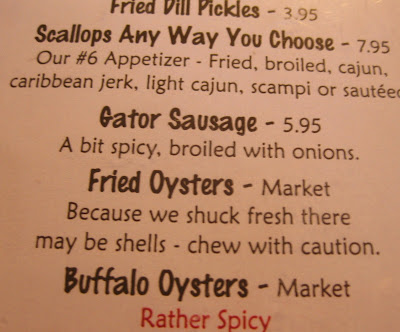 Fried Dill Pickles - 3.95
Scallops Any Way You Choose - 7.95
Our #6 Appetizer - Fried, broiled, cajun,
caribbean jerk, light cajun, scampi or sautéed
Gator Sausage - 5.95
A bit spicy, broiled with onions.
Fried Oysters - Market
Because we shuck fresh there
may be shells - chew with caution.
Buffalo Oysters - Market
Rather Spicy